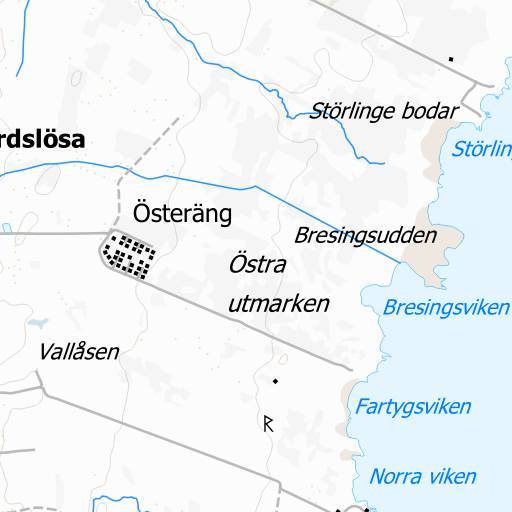 Störlinge bodar
rdslösa
Störling
Österäng
Bresingsudden
Östra
utmarken
Bresingsviken
Vallåsen
Fartygsviken
Norra viken